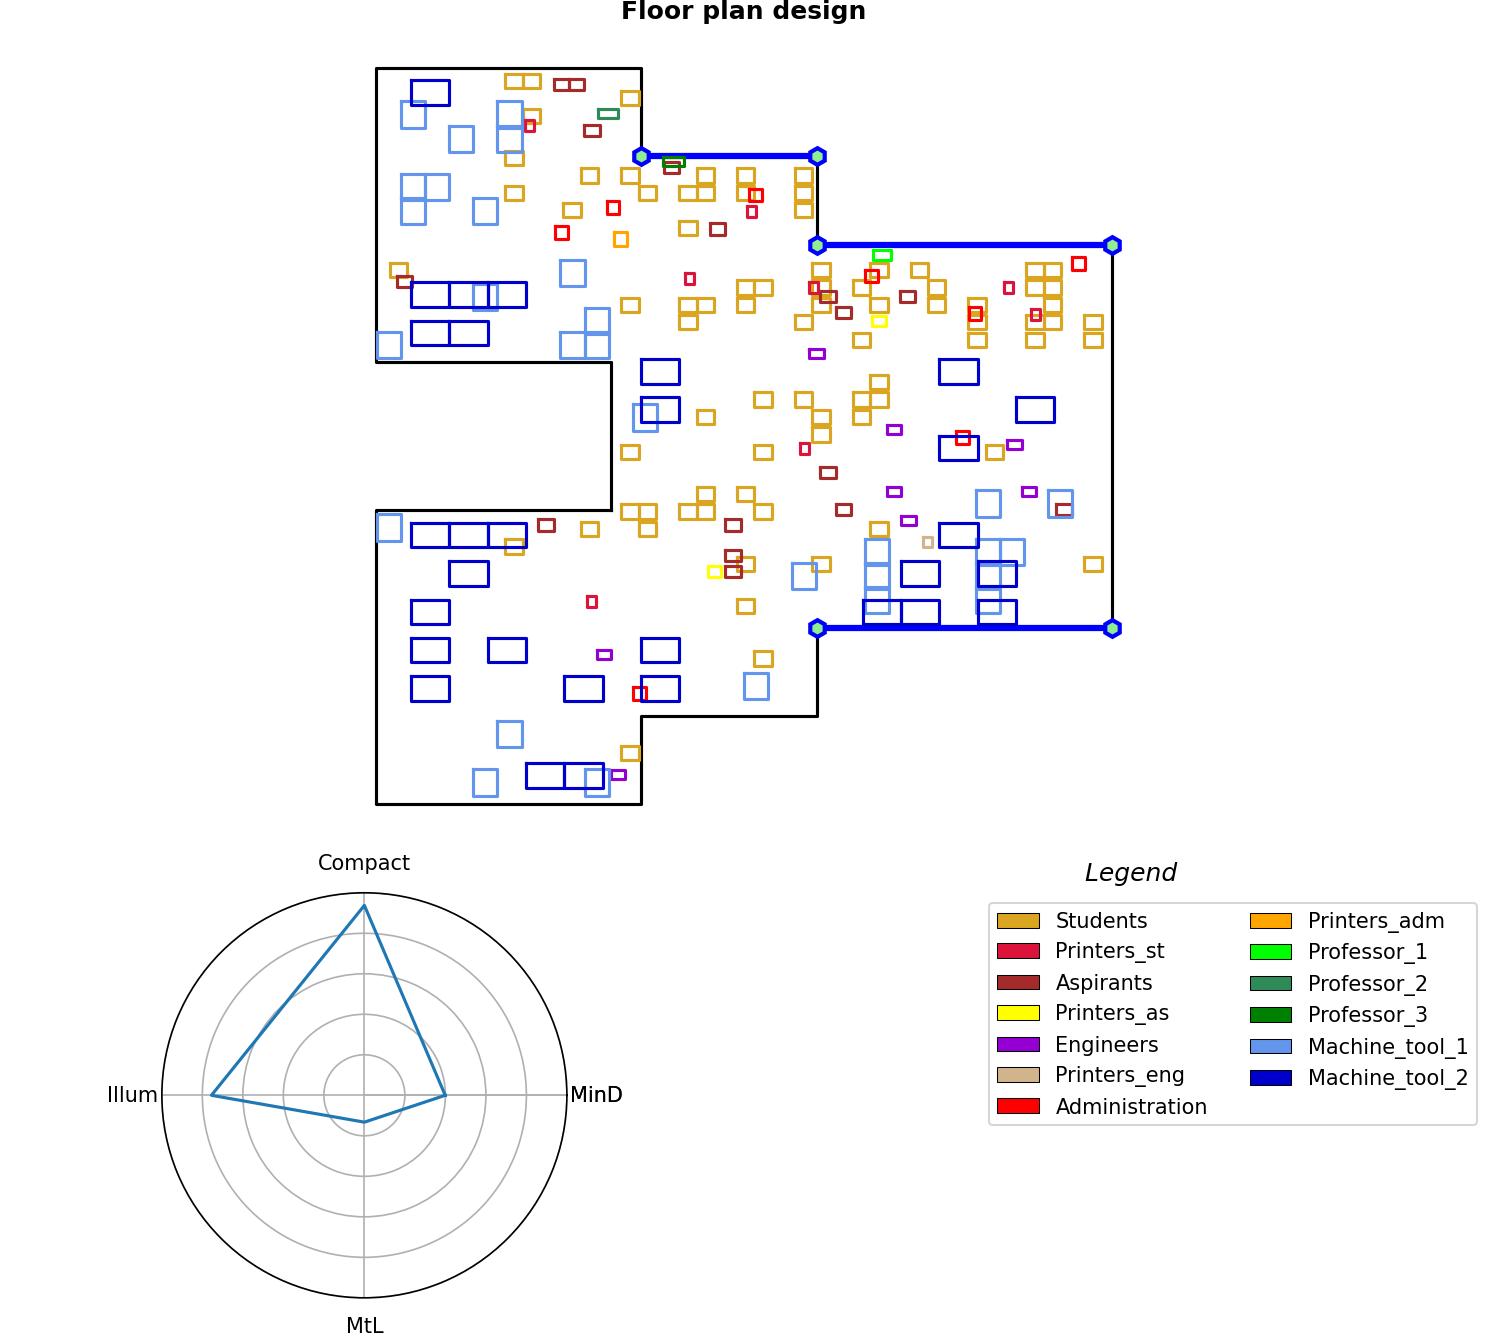 Floor plan design
Compact
Illum
MinD
MtL
Legend
Students
Printers_st
Aspirants
Printers_as
Engineers
Printers_eng
Administration
Printers_adm
Professor_1
Professor_2
Professor_3
Machine_tool_1
Machine_tool_2